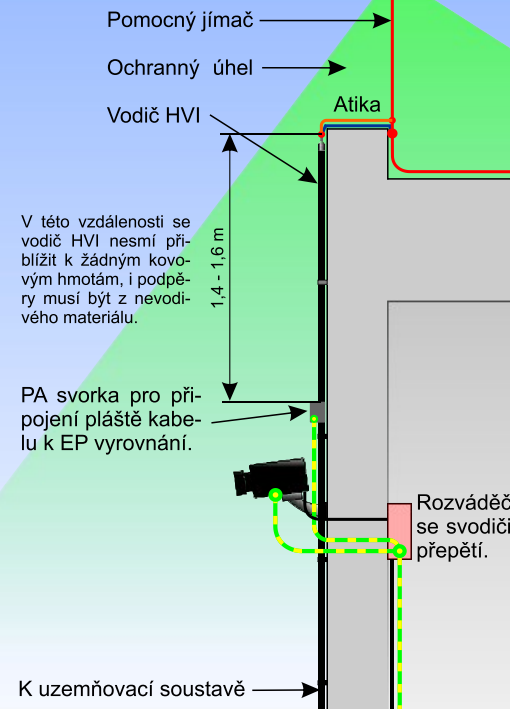 Pomocný jímač
Ochranný úhel
Atika
Vodič HVI
V této vzdálenosti se
vodič HVI nesmí při-
blížit k žádným kovo-
vým hmotám, i podpě-
ry musí být z nevodi-
vého materiálu.
1,4 - 1,6 m
PA svorka pro při-
pojení pláště kabe-
lu k EP vyrovnání.
Rozváděč
se svodiči
přepětí.
K uzemňovací soustavě